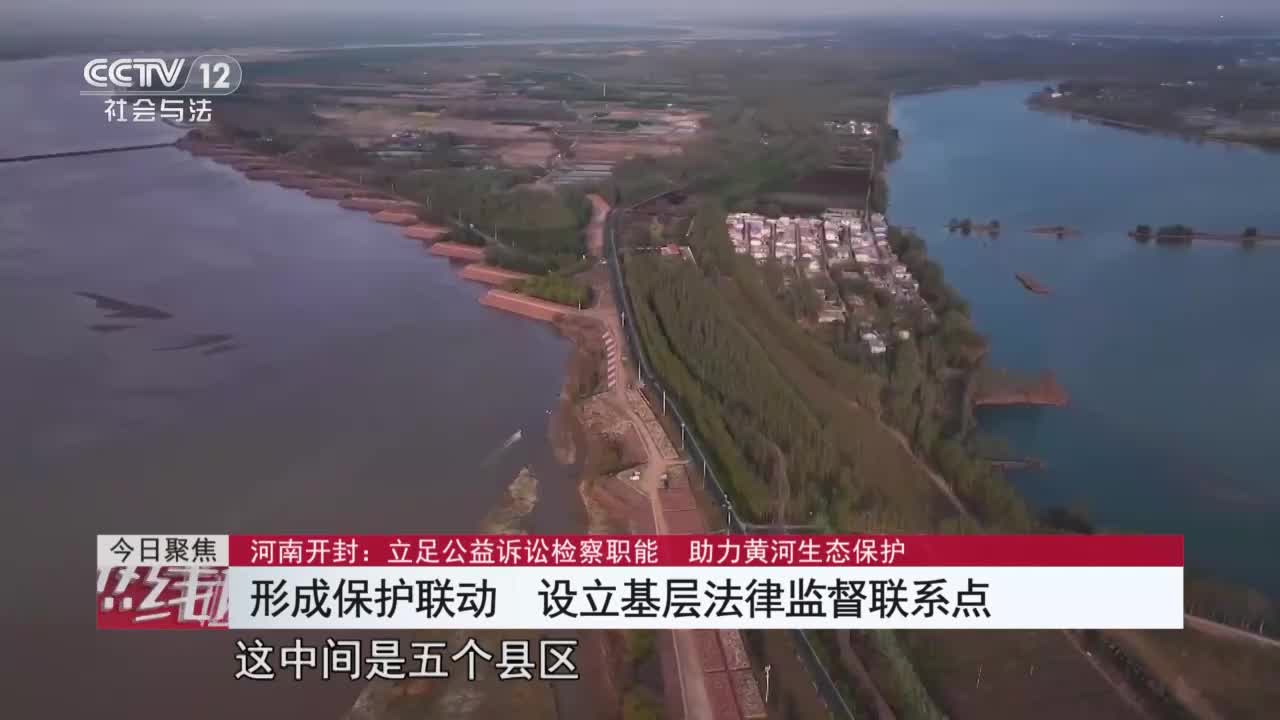 CCTV 12
社会与法
今日聚焦
河南开封：立足公益诉讼检察职能 助力黄河生态保护
形成保护联动 设立基层法律监督联系点
这中间是五个县区